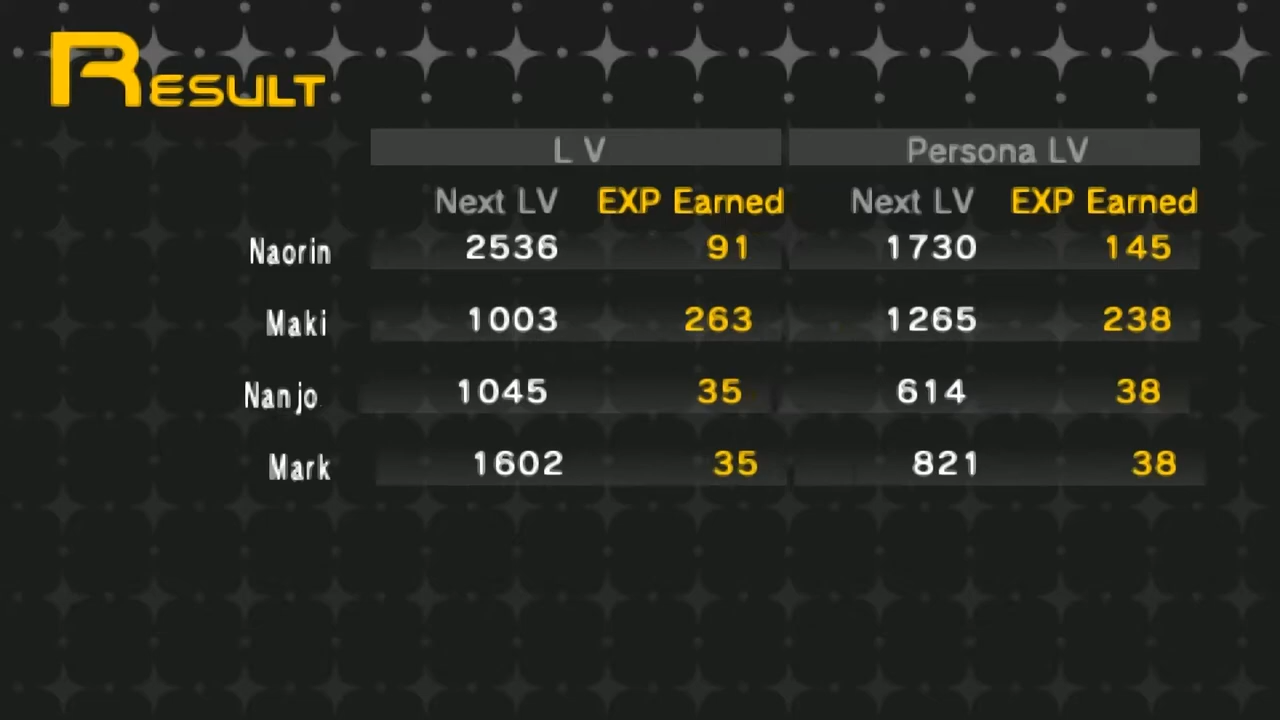 RESULT
LV Persona LV
Next LV EXP Earned Next LV EXP Earned
Naorin 2536 91 1730 145
Maki 1003 263 1265 238
Nanjo 1045 35 614 38
Mark 1602 35 821 38